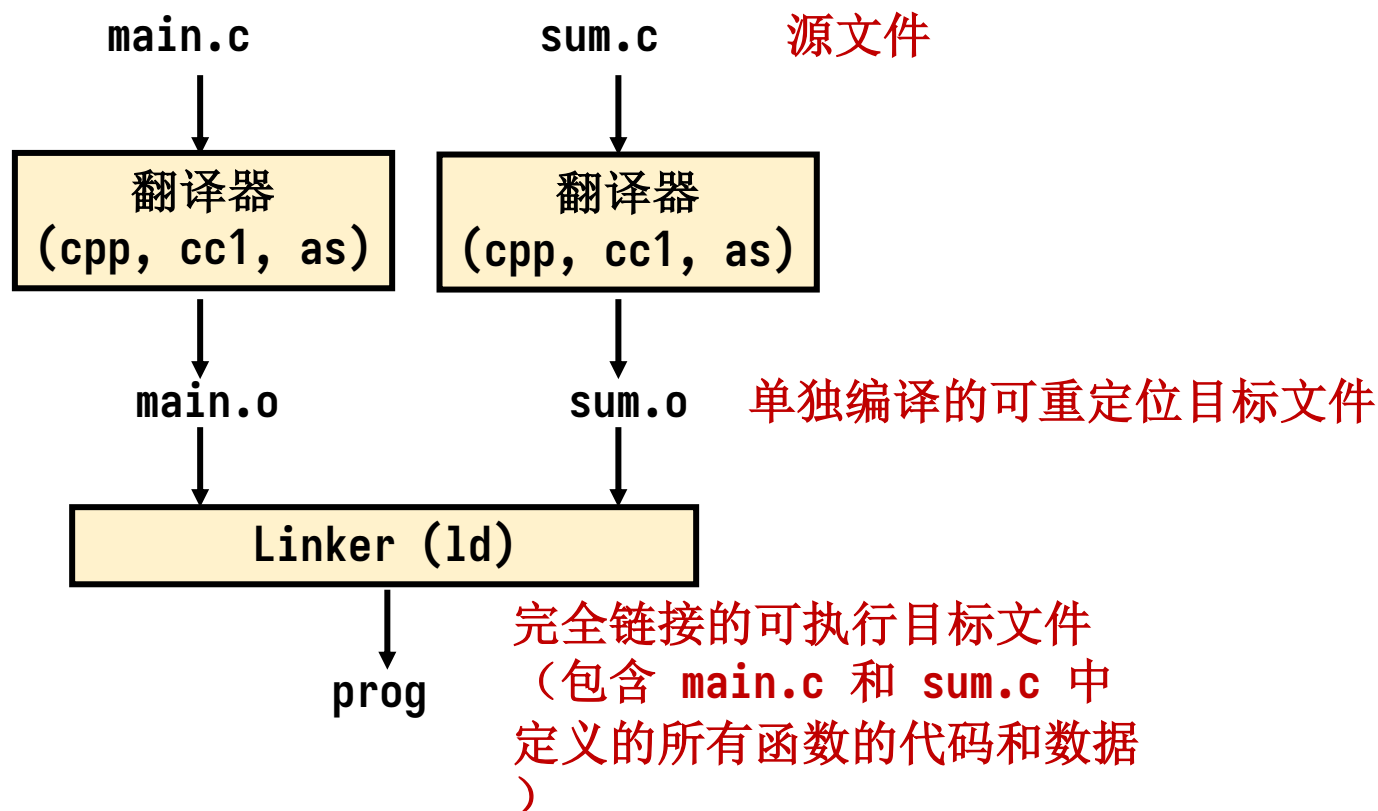 main.c
sum.c
源文件
翻译器
(cpp, cc1, as)
翻译器
(cpp, cc1, as)
main.o
sum.o
单独编译的可重定位目标文件
Linker (ld)
prog
完全链接的可执行目标文件
（包含 main.c 和 sum.c 中
定义的所有函数的代码和数据
）